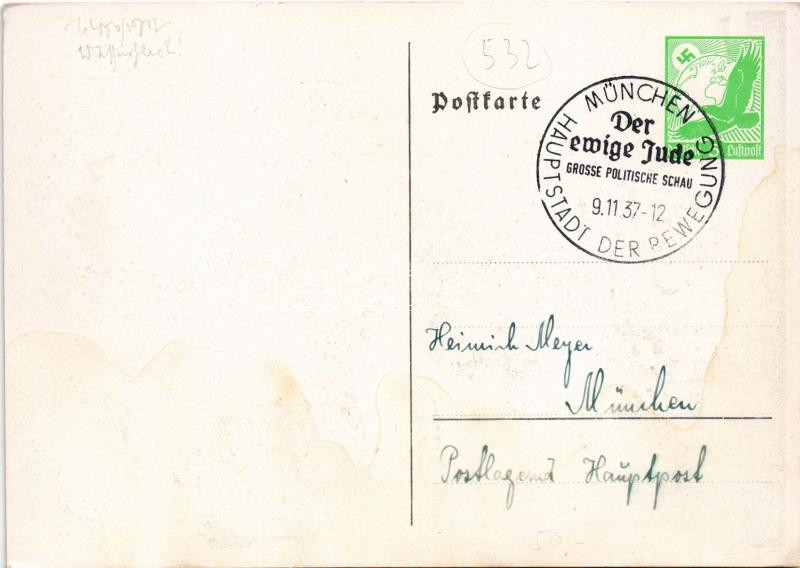 532
Postkarte
Luftpost
MÜNCHEN
Der
ewige Jude
GROSSE POLITISCHE SCHAU
9.11.37-12
HAUPTSTADT DER BEWEGUNG
Heinrich Meyer
München
Postlagernd Hauptpost
50.-